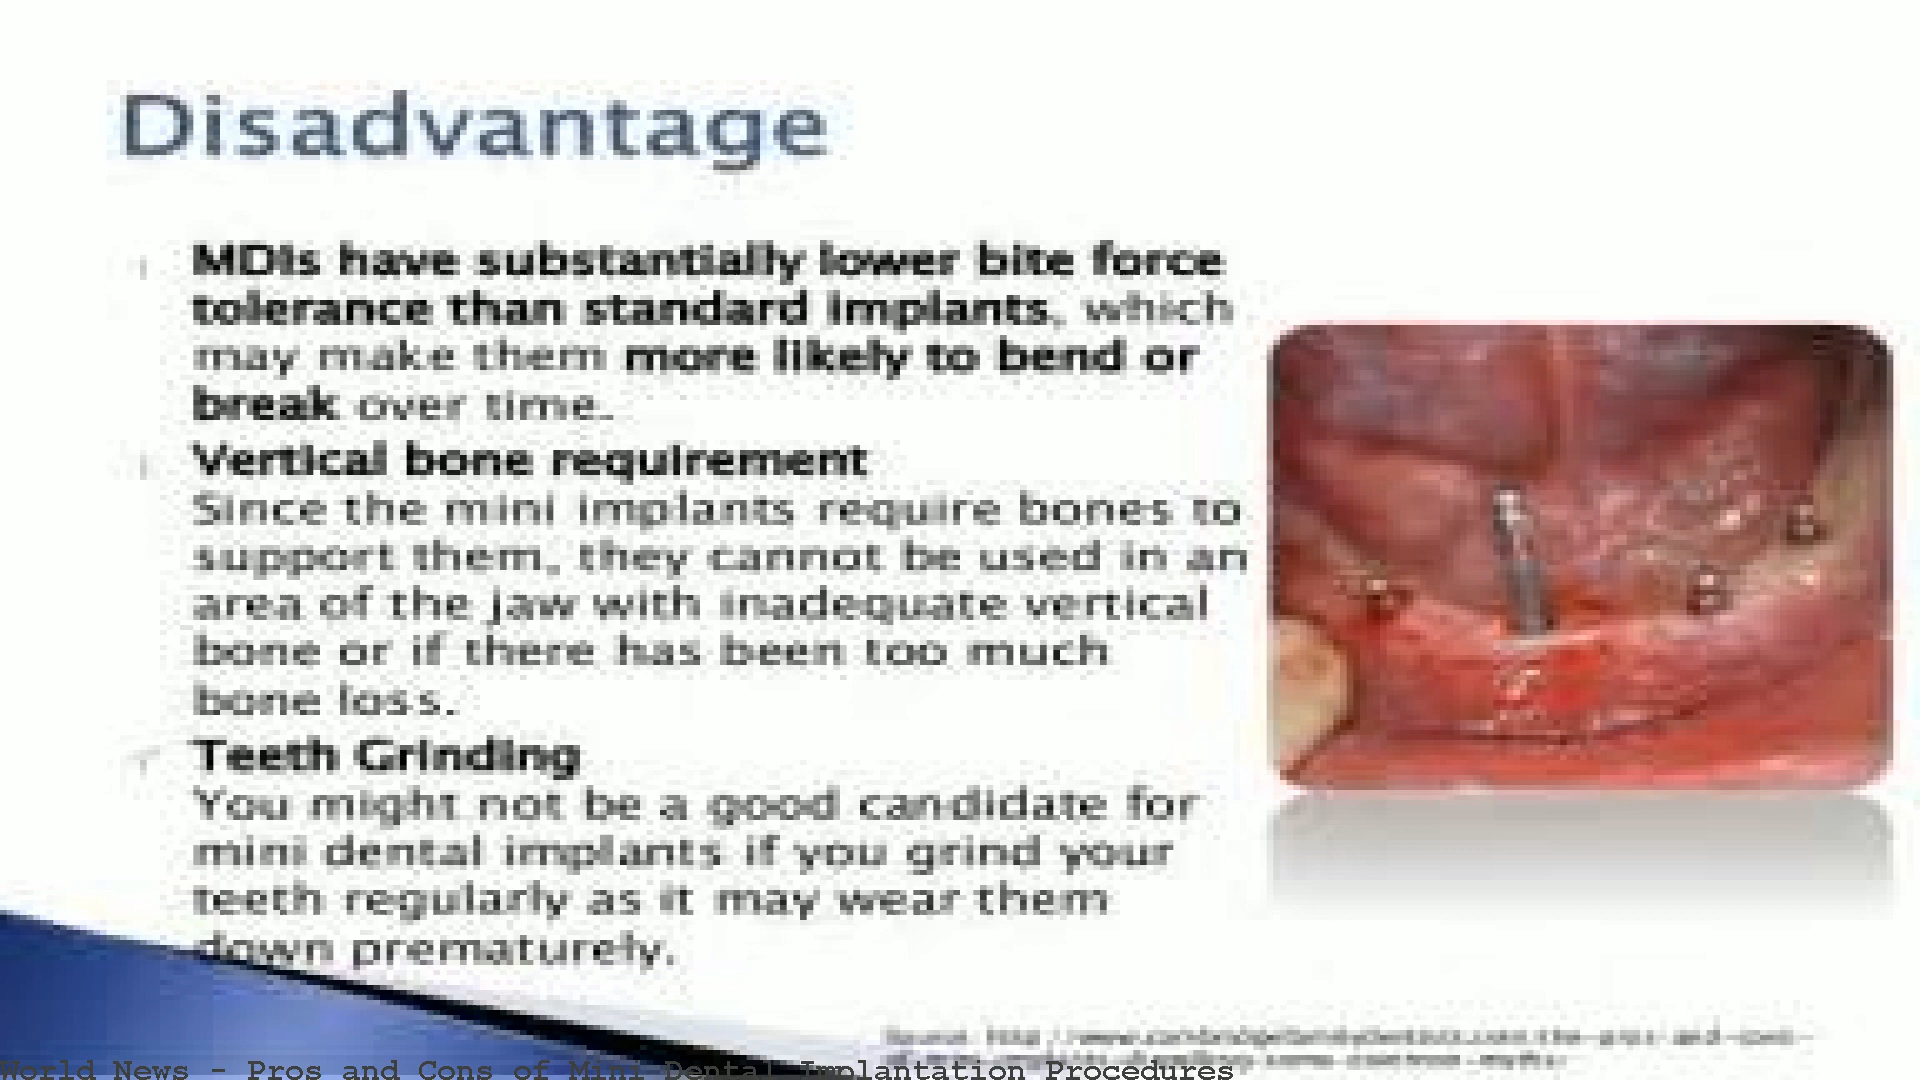 Disadvantage
MDIs have substantially lower bite force
tolerance than standard implants, which
may make them more likely to bend or
break over time.
Vertical bone requirement
Since the mini implants require bones to
support them, they cannot be used in an
area of the jaw with inadequate vertical
bone or if there has been too much
bone loss.
Teeth Grinding
You might not be a good candidate for
mini dental implants if you grind your
teeth regularly as it may wear them
down prematurely.
Source:
World News - Pros and Cons of Mini Dental Implantation Procedures